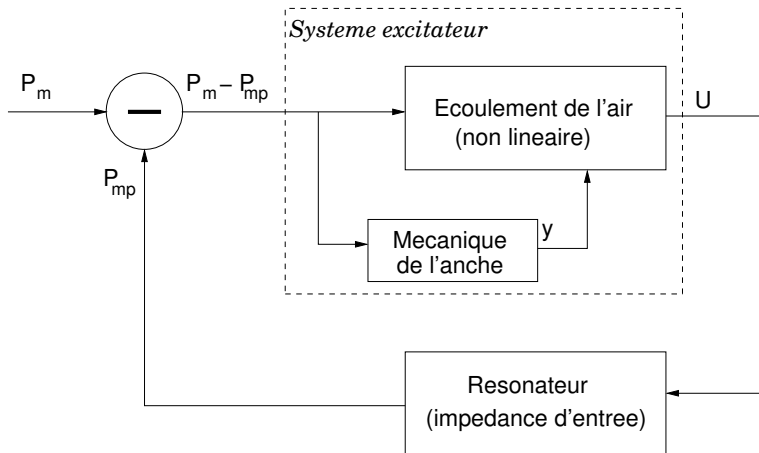 Systeme excitateur
P_m
P_m − P_mp
Ecoulement de l'air
(non lineaire)
U
P_mp
Mecanique
de l'anche
y
Resonateur
(impedance d'entree)